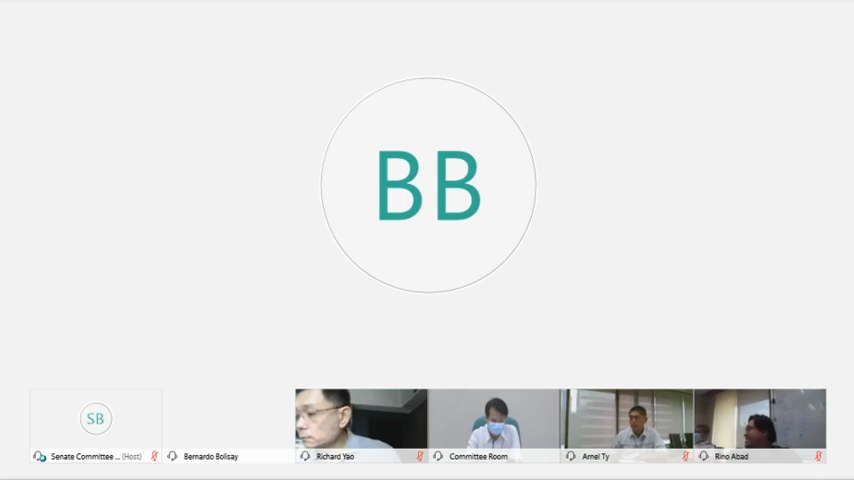 BB
SB
Senate Committee ... (Host)
Bernardo Bolisay
Richard Yao
Committee Room
Arnel Ty
Rino Abad